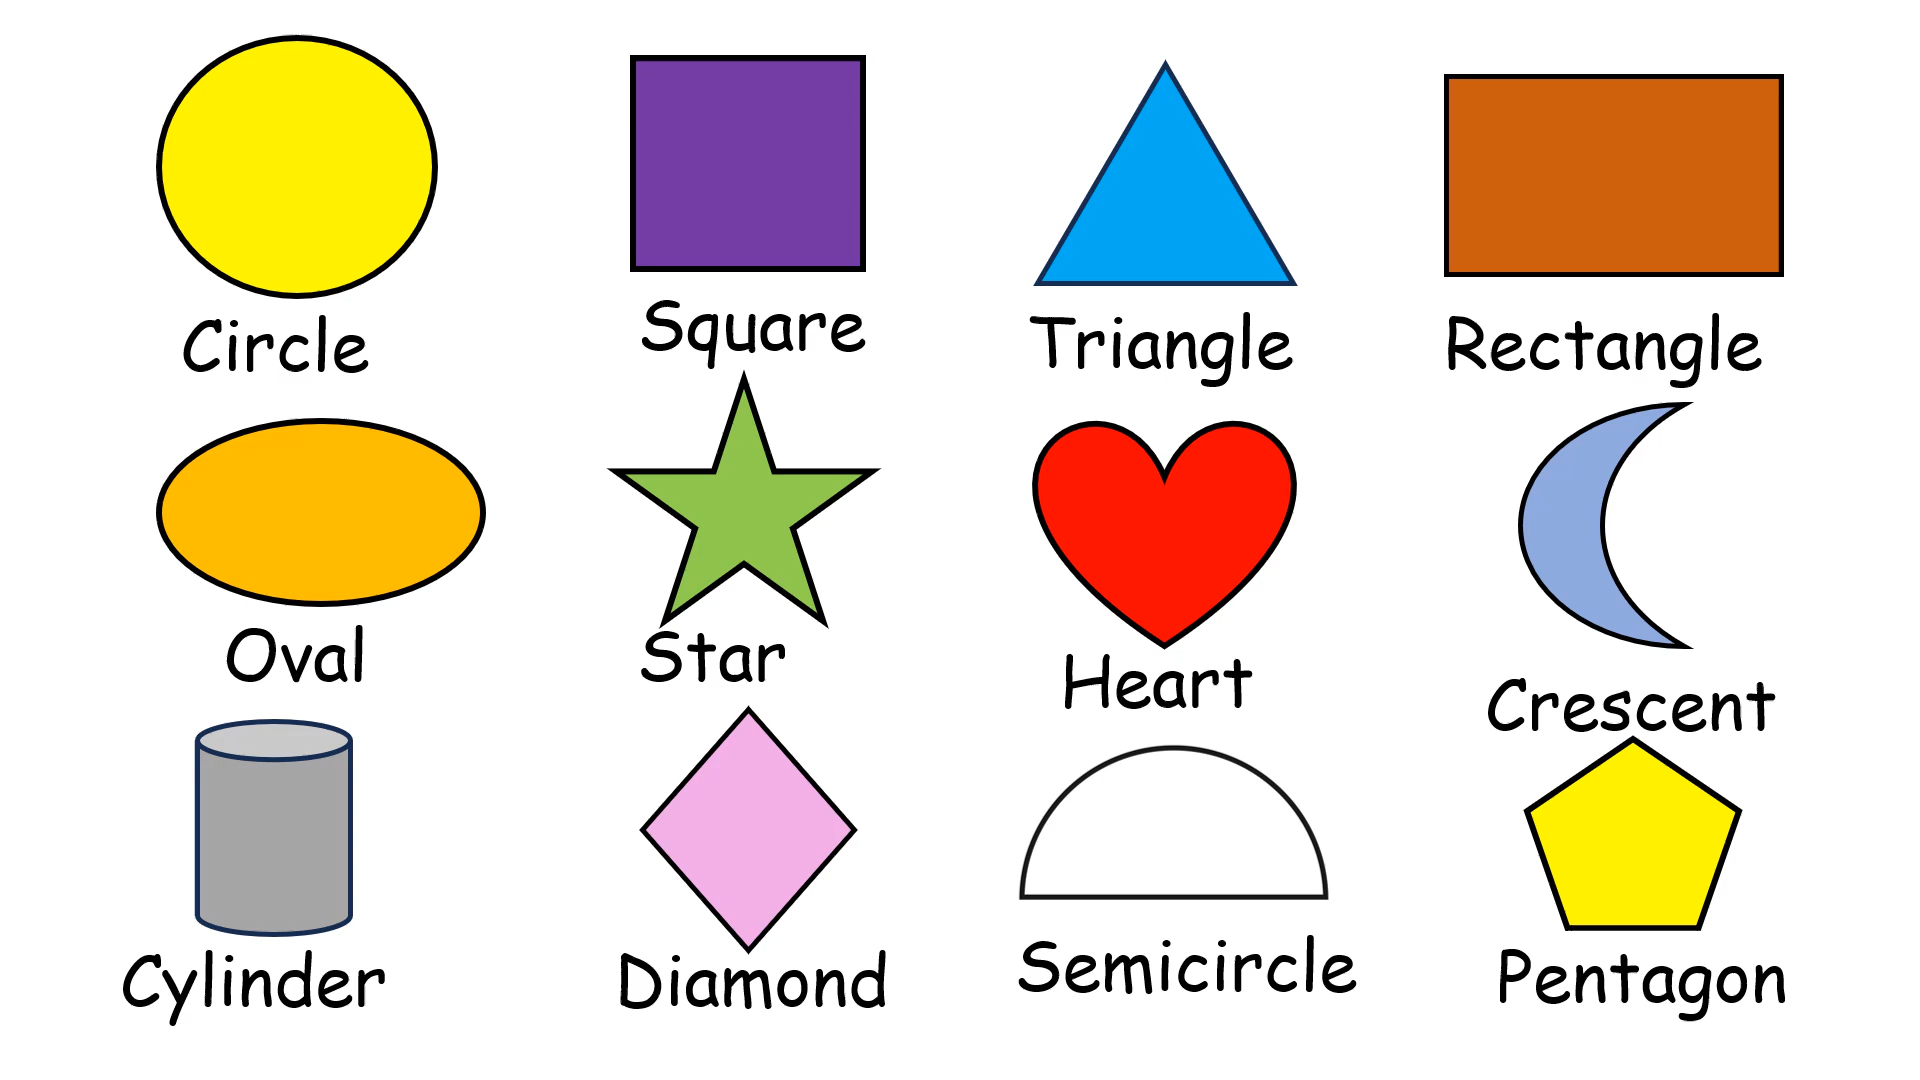 Circle
Square
Triangle
Rectangle
Oval
Star
Heart
Crescent
Cylinder
Diamond
Semicircle
Pentagon